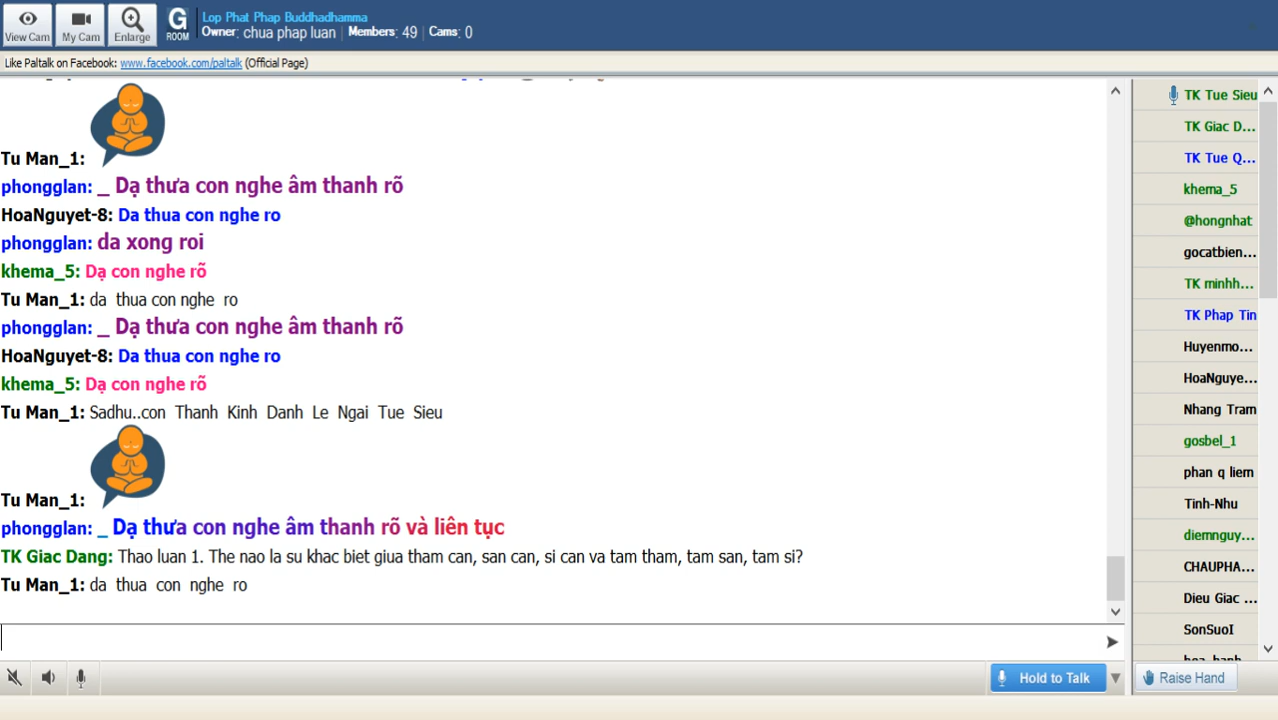 View Cam
My Cam
Enlarge
G
ROOM
Lop Phat Phap Buddhadhamma
Owner: chua phap luan | Members: 49 | Cams: 0
Like Paltalk on Facebook: www.facebook.com/paltalk (Official Page)
Tu Man_1:
phongglan: _ Dạ thưa con nghe âm thanh rõ
HoaNguyet-8: Da thua con nghe ro
phongglan: da xong roi
khema_5: Dạ con nghe rõ
Tu Man_1: da thua con nghe ro
phongglan: _ Dạ thưa con nghe âm thanh rõ
HoaNguyet-8: Da thua con nghe ro
khema_5: Dạ con nghe rõ
Tu Man_1: Sadhu..con Thanh Kinh Danh Le Ngai Tue Sieu
Tu Man_1:
phongglan: _ Dạ thưa con nghe âm thanh rõ và liên tục
TK Giac Dang: Thao luan 1. The nao la su khac biet giua tham can, san can, si can va tam tham, tam san, tam si?
Tu Man_1: da thua con nghe ro
TK Tue Sieu
TK Giac D...
TK Tue Q...
khema_5
@hongnhat
gocatbien...
TK minhh...
TK Phap Tin
Huyenmo...
HoaNguye...
Nhang Tram
gosbel_1
phan q liem
Tinh-Nhu
diemnguy...
CHAUPHA...
Dieu Giac ...
SonSuoI
Hold to Talk
Raise Hand